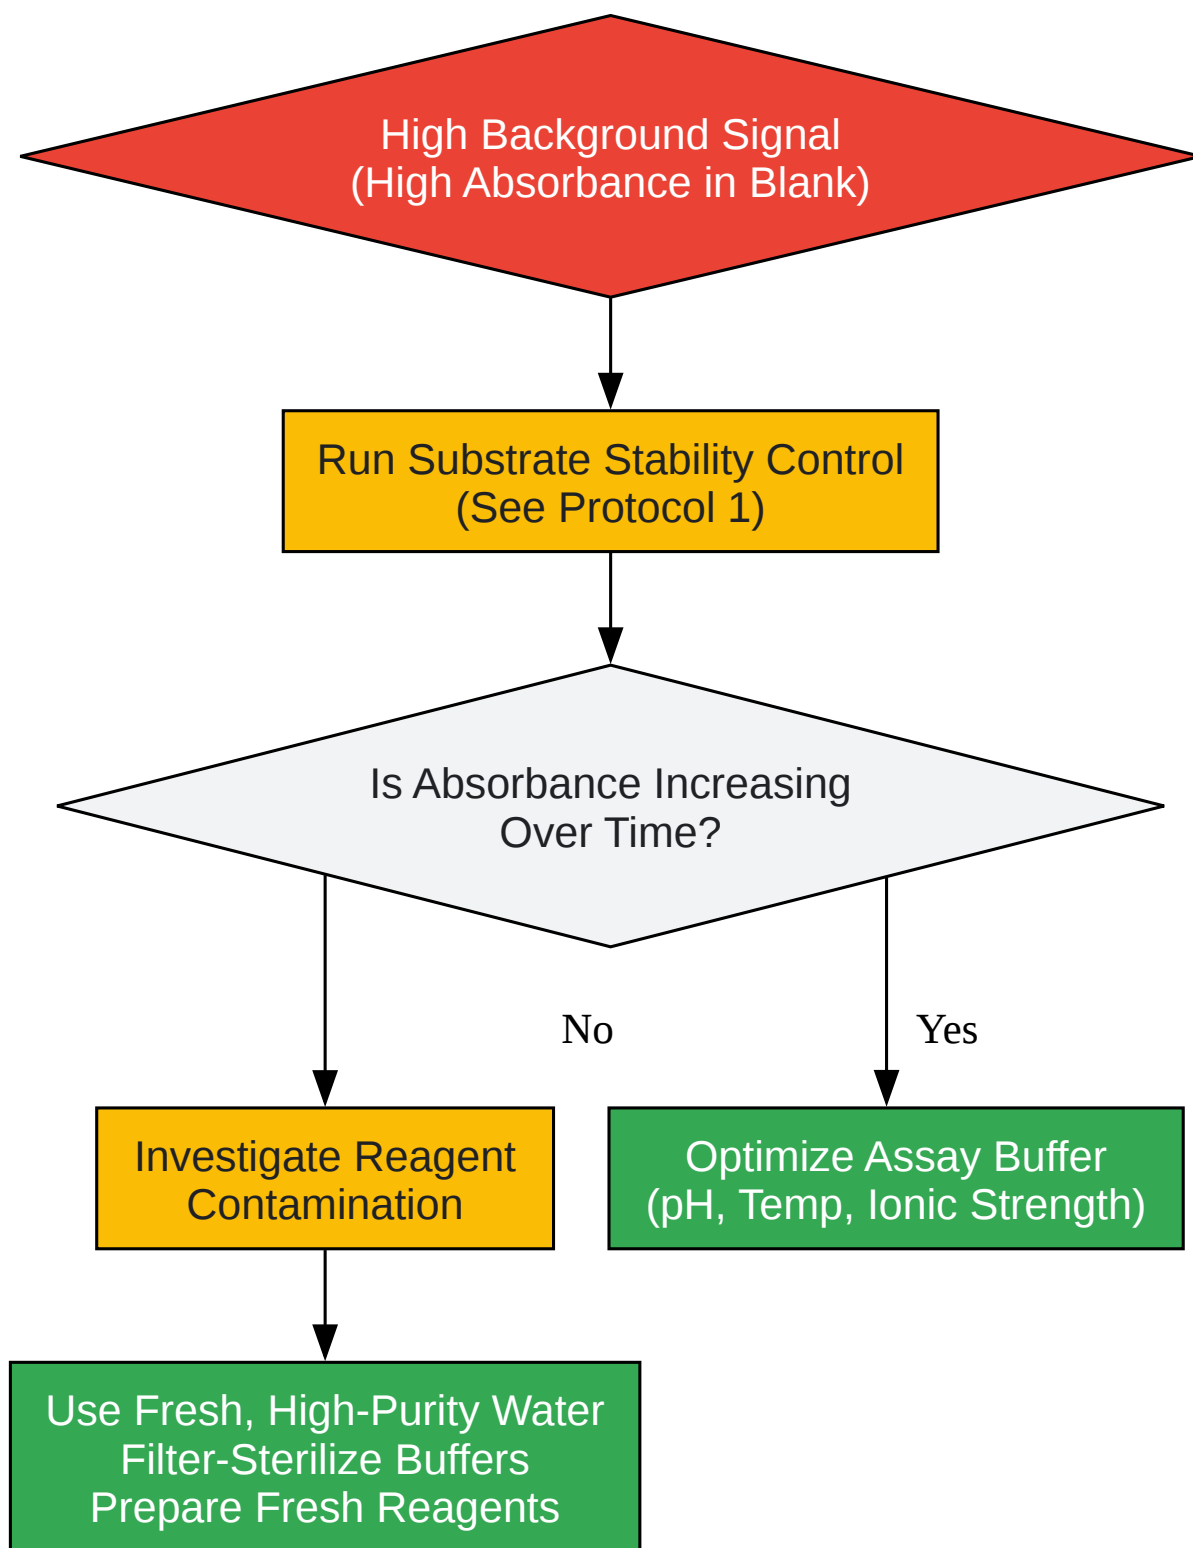 High Background Signal
(High Absorbance in Blank)
Run Substrate Stability Control
(See Protocol 1)
Is Absorbance Increasing
Over Time?
No
Yes
Investigate Reagent
Contamination
Optimize Assay Buffer
(pH, Temp, Ionic Strength)
Use Fresh, High-Purity Water
Filter-Sterilize Buffers
Prepare Fresh Reagents